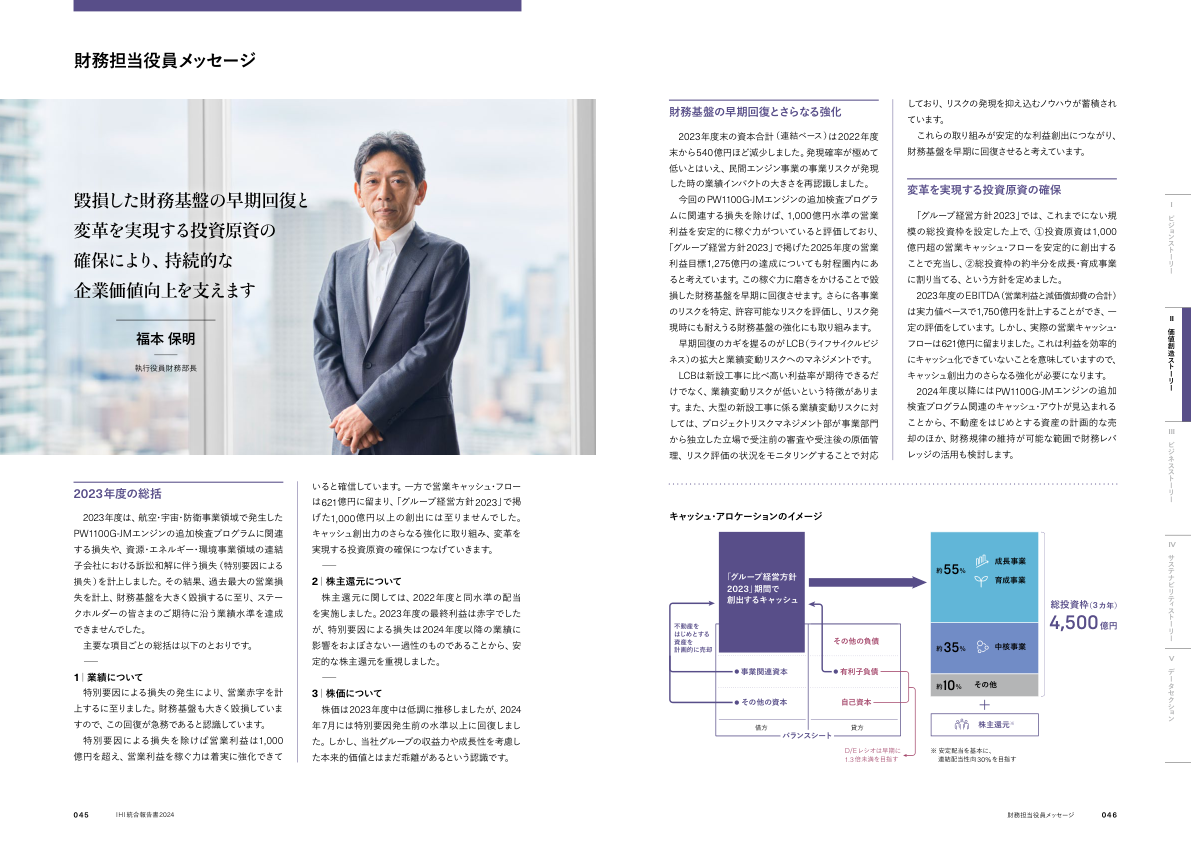 財務担当役員メッセージ
毀損した財務基盤の早期回復と
変革を実現する投資原資の
確保により、持続的な
企業価値向上を支えます
福本 保明
執行役員財務部長
2023年度の総括
2023年度は、航空・宇宙・防衛事業領域で発生した
PW1100G-JMエンジンの追加検査プログラムに関連
する損失や、資源・エネルギー・環境事業領域の連結
子会社における訴訟和解に伴う損失（特別要因による
損失）を計上しました。その結果、過去最大の営業損
失を計上、財務基盤を大きく毀損するに至り、ステー
クホルダーの皆さまのご期待に沿う業績水準を達成
できませんでした。
主要な項目ごとの総括は以下のとおりです。
1｜業績について
特別要因による損失の発生により、営業赤字を計
上するに至りました。財務基盤も大きく毀損していま
すので、この回復が急務であると認識しています。
特別要因による損失を除けば営業利益は1,000
億円を超え、営業利益を稼ぐ力は着実に強化できて
いると確信しています。一方で営業キャッシュ・フロー
は621億円に留まり、「グループ経営方針2023」で掲
げた1,000億円以上の創出には至りませんでした。
キャッシュ創出力のさらなる強化に取り組み、変革を
実現する投資原資の確保につなげていきます。
2｜株主還元について
株主還元に関しては、2022年度と同水準の配当
を実施しました。2023年度の最終利益は赤字でした
が、特別要因による損失は2024年度以降の業績に
影響をおよぼさない一過性のものであることから、安
定的な株主還元を重視しました。
3｜株価について
株価は2023年度中は低調に推移しましたが、2024
年7月には特別要因発生前の水準以上に回復しまし
た。しかし、当社グループの収益力や成長性を考慮し
た本来的価値とはまだ乖離があるという認識です。
045
IHI統合報告書2024
財務基盤の早期回復とさらなる強化
2023年度末の資本合計（連結ベース）は2022年度
末から540億円ほど減少しました。発現確率が極めて
低いとはいえ、民間エンジン事業の事業リスクが発現
した時の業績インパクトの大きさを再認識しました。
今回のPW1100G-JMエンジンの追加検査プログラ
ムに関連する損失を除けば、1,000億円水準の営業
利益を安定的に稼ぐ力がついていると評価しており、
「グループ経営方針2023」で掲げた2025年度の営業
利益目標1,275億円の達成についても射程圏内にあ
ると考えています。この稼ぐ力に磨きをかけることで毀
損した財務基盤を早期に回復させます。さらに各事業
のリスクを特定、許容可能なリスクを評価し、リスク発
現時にも耐えうる財務基盤の強化にも取り組みます。
早期回復のカギを握るのがLCB（ライフサイクルビジ
ネス）の拡大と業績変動リスクへのマネジメントです。
LCBは新設工事に比べ高い利益率が期待できるだ
けでなく、業績変動リスクが低いという特徴がありま
す。また、大型の新設工事に係る業績変動リスクに対
しては、プロジェクトリスクマネジメント部が事業部門
から独立した立場で受注前の審査や受注後の原価管
理、リスク評価の状況をモニタリングすることで対応
しており、リスクの発現を抑え込むノウハウが蓄積され
ています。
これらの取り組みが安定的な利益創出につながり、
財務基盤を早期に回復させると考えています。
変革を実現する投資原資の確保
「グループ経営方針2023」では、これまでにない規
模の総投資枠を設定した上で、①投資原資は1,000
億円超の営業キャッシュ・フローを安定的に創出する
ことで充当し、②総投資枠の約半分を成長・育成事業
に割り当てる、という方針を定めました。
2023年度のEBITDA（営業利益と減価償却費の合計）
は実力値ベースで1,750億円を計上することができ、一
定の評価をしています。しかし、実際の営業キャッシュ・
フローは621億円に留まりました。これは利益を効率的
にキャッシュ化できていないことを意味していますので、
キャッシュ創出力のさらなる強化が必要になります。
2024年度以降にはPW1100G-JMエンジンの追加
検査プログラム関連のキャッシュ・アウトが見込まれる
ことから、不動産をはじめとする資産の計画的な売
却のほか、財務規律の維持が可能な範囲で財務レバ
レッジの活用も検討します。
キャッシュ・アロケーションのイメージ
「グループ経営方針
2023」期間で
創出するキャッシュ
不動産を
はじめとする
資産を
計画的に売却
事業関連資本
その他の資本
その他の負債
有利子負債
自己資本
借方
貸方
バランスシート
D/Eレシオは早期に
1.3倍未満を目指す
約55%
成長事業
育成事業
約35%
中核事業
約10%
その他
＋
株主還元※
総投資枠（3カ年）
4,500億円
※ 安定配当を基本に、
連結配当性向30%を目指す
Ⅰ ビジョンストーリー
Ⅱ 価値創造ストーリー
Ⅲ ビジネスストーリー
Ⅳ サステナビリティストーリー
Ⅴ データセクション
財務担当役員メッセージ
046